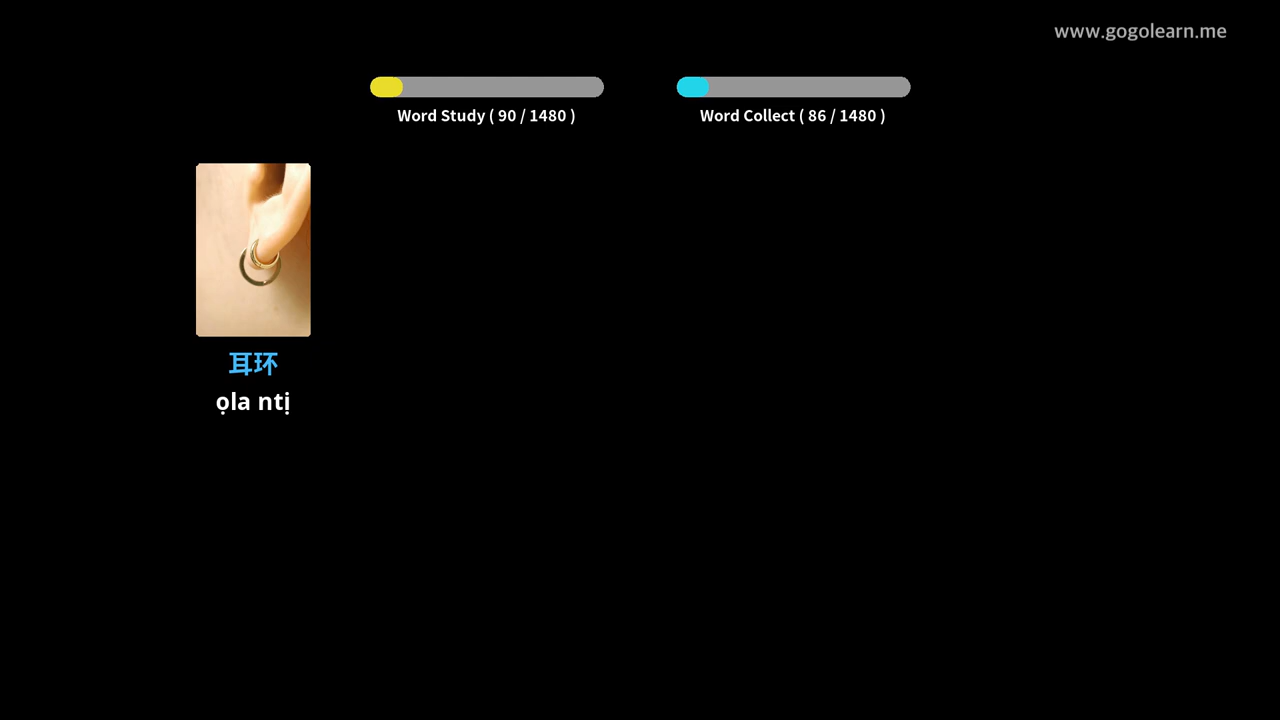 www.gogolearn.me
Word Study ( 90 / 1480 )
Word Collect ( 86 / 1480 )
耳环
ọla ntị